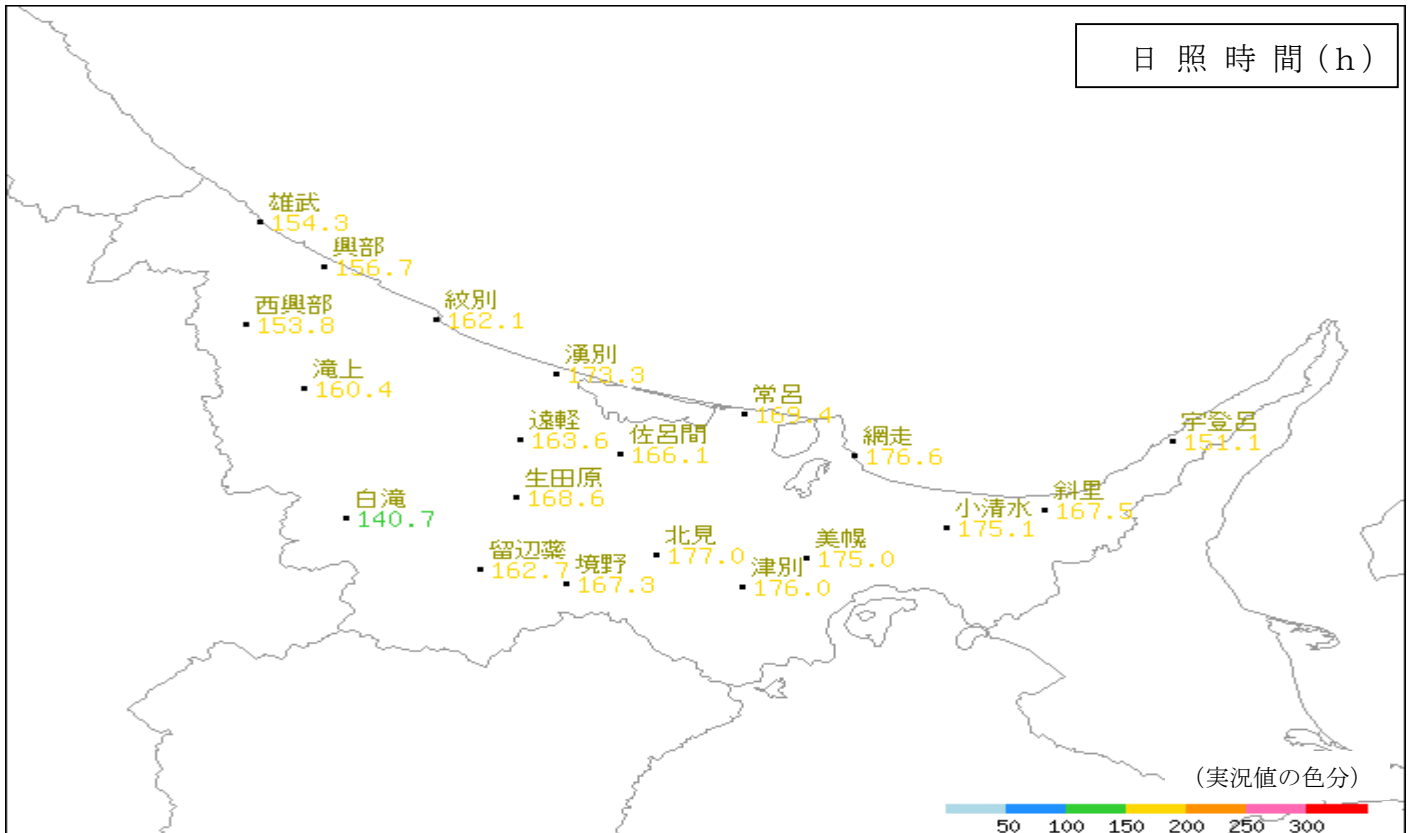 日照時間(h)
雄武
154.3
興部
156.7
西興部
153.8
紋別
162.1
滝上
160.4
湧別
173.3
常呂
169.4
遠軽
163.6
佐呂間
166.1
網走
176.6
宇登呂
151.1
生田原
168.6
白滝
140.7
斜里
167.5
小清水
175.1
留辺蘂
162.7
境野
167.3
北見
177.0
津別
176.0
美幌
175.0
(実況値の色分)
50 100 150 200 250 300